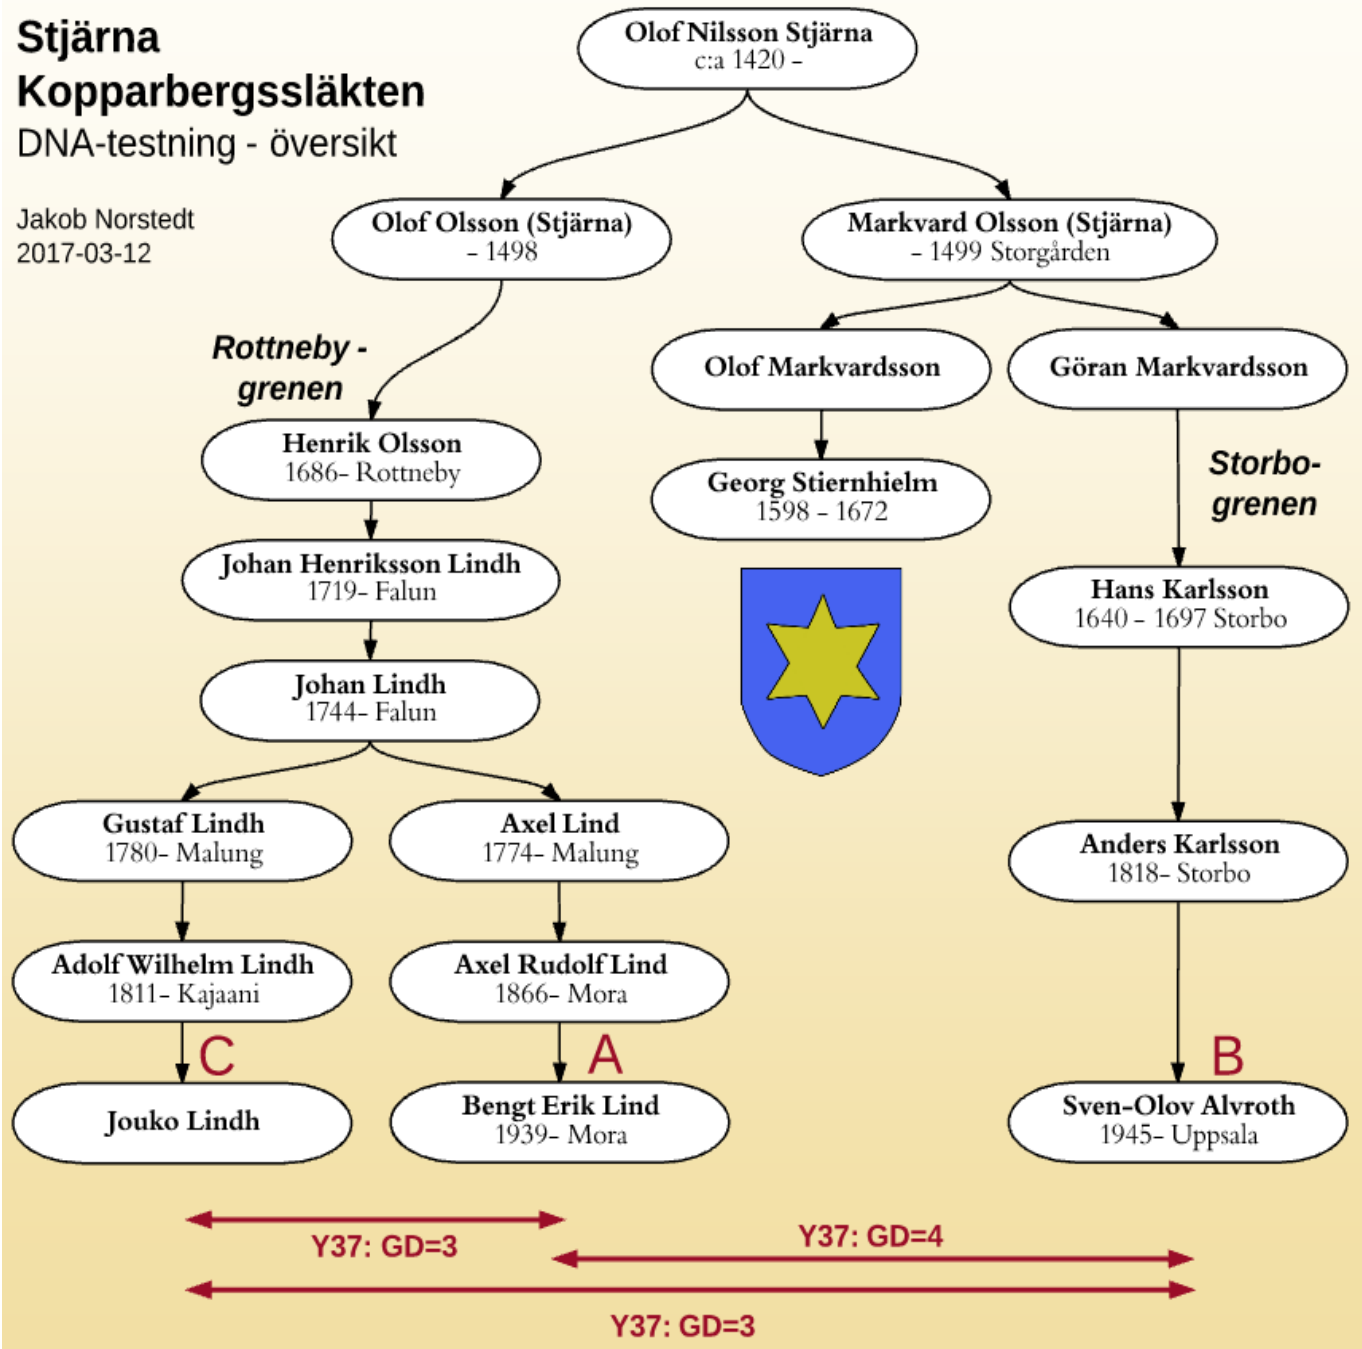 Stjärna
Kopparbergssläkten
DNA-testning - översikt
Jakob Norstedt
2017-03-12
Olof Nilsson Stjärna
c:a 1420 -
Olof Olsson (Stjärna)
- 1498
Markvard Olsson (Stjärna)
- 1499 Storgården
Rottneby -
grenen
Olof Markvardsson
Göran Markvardsson
Henrik Olsson
1686- Rottneby
Georg Stiernhielm
1598 - 1672
Storbo-
grenen
Johan Henriksson Lindh
1719- Falun
Hans Karlsson
1640 - 1697 Storbo
Johan Lindh
1744- Falun
Gustaf Lindh
1780- Malung
Axel Lind
1774- Malung
Anders Karlsson
1818- Storbo
Adolf Wilhelm Lindh
1811- Kajaani
Axel Rudolf Lind
1866- Mora
C
A
B
Jouko Lindh
Bengt Erik Lind
1939- Mora
Sven-Olov Alvroth
1945- Uppsala
Y37: GD=3
Y37: GD=4
Y37: GD=3